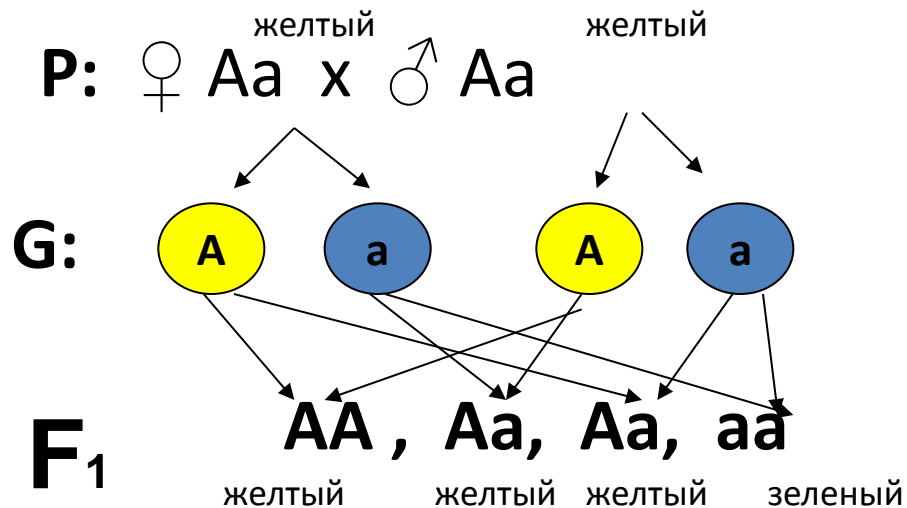 желтый желтый
P: ♀ Aa x ♂ Aa
G: A a A a
F1 AA , Aa, Aa, aa
желтый желтый желтый зеленый